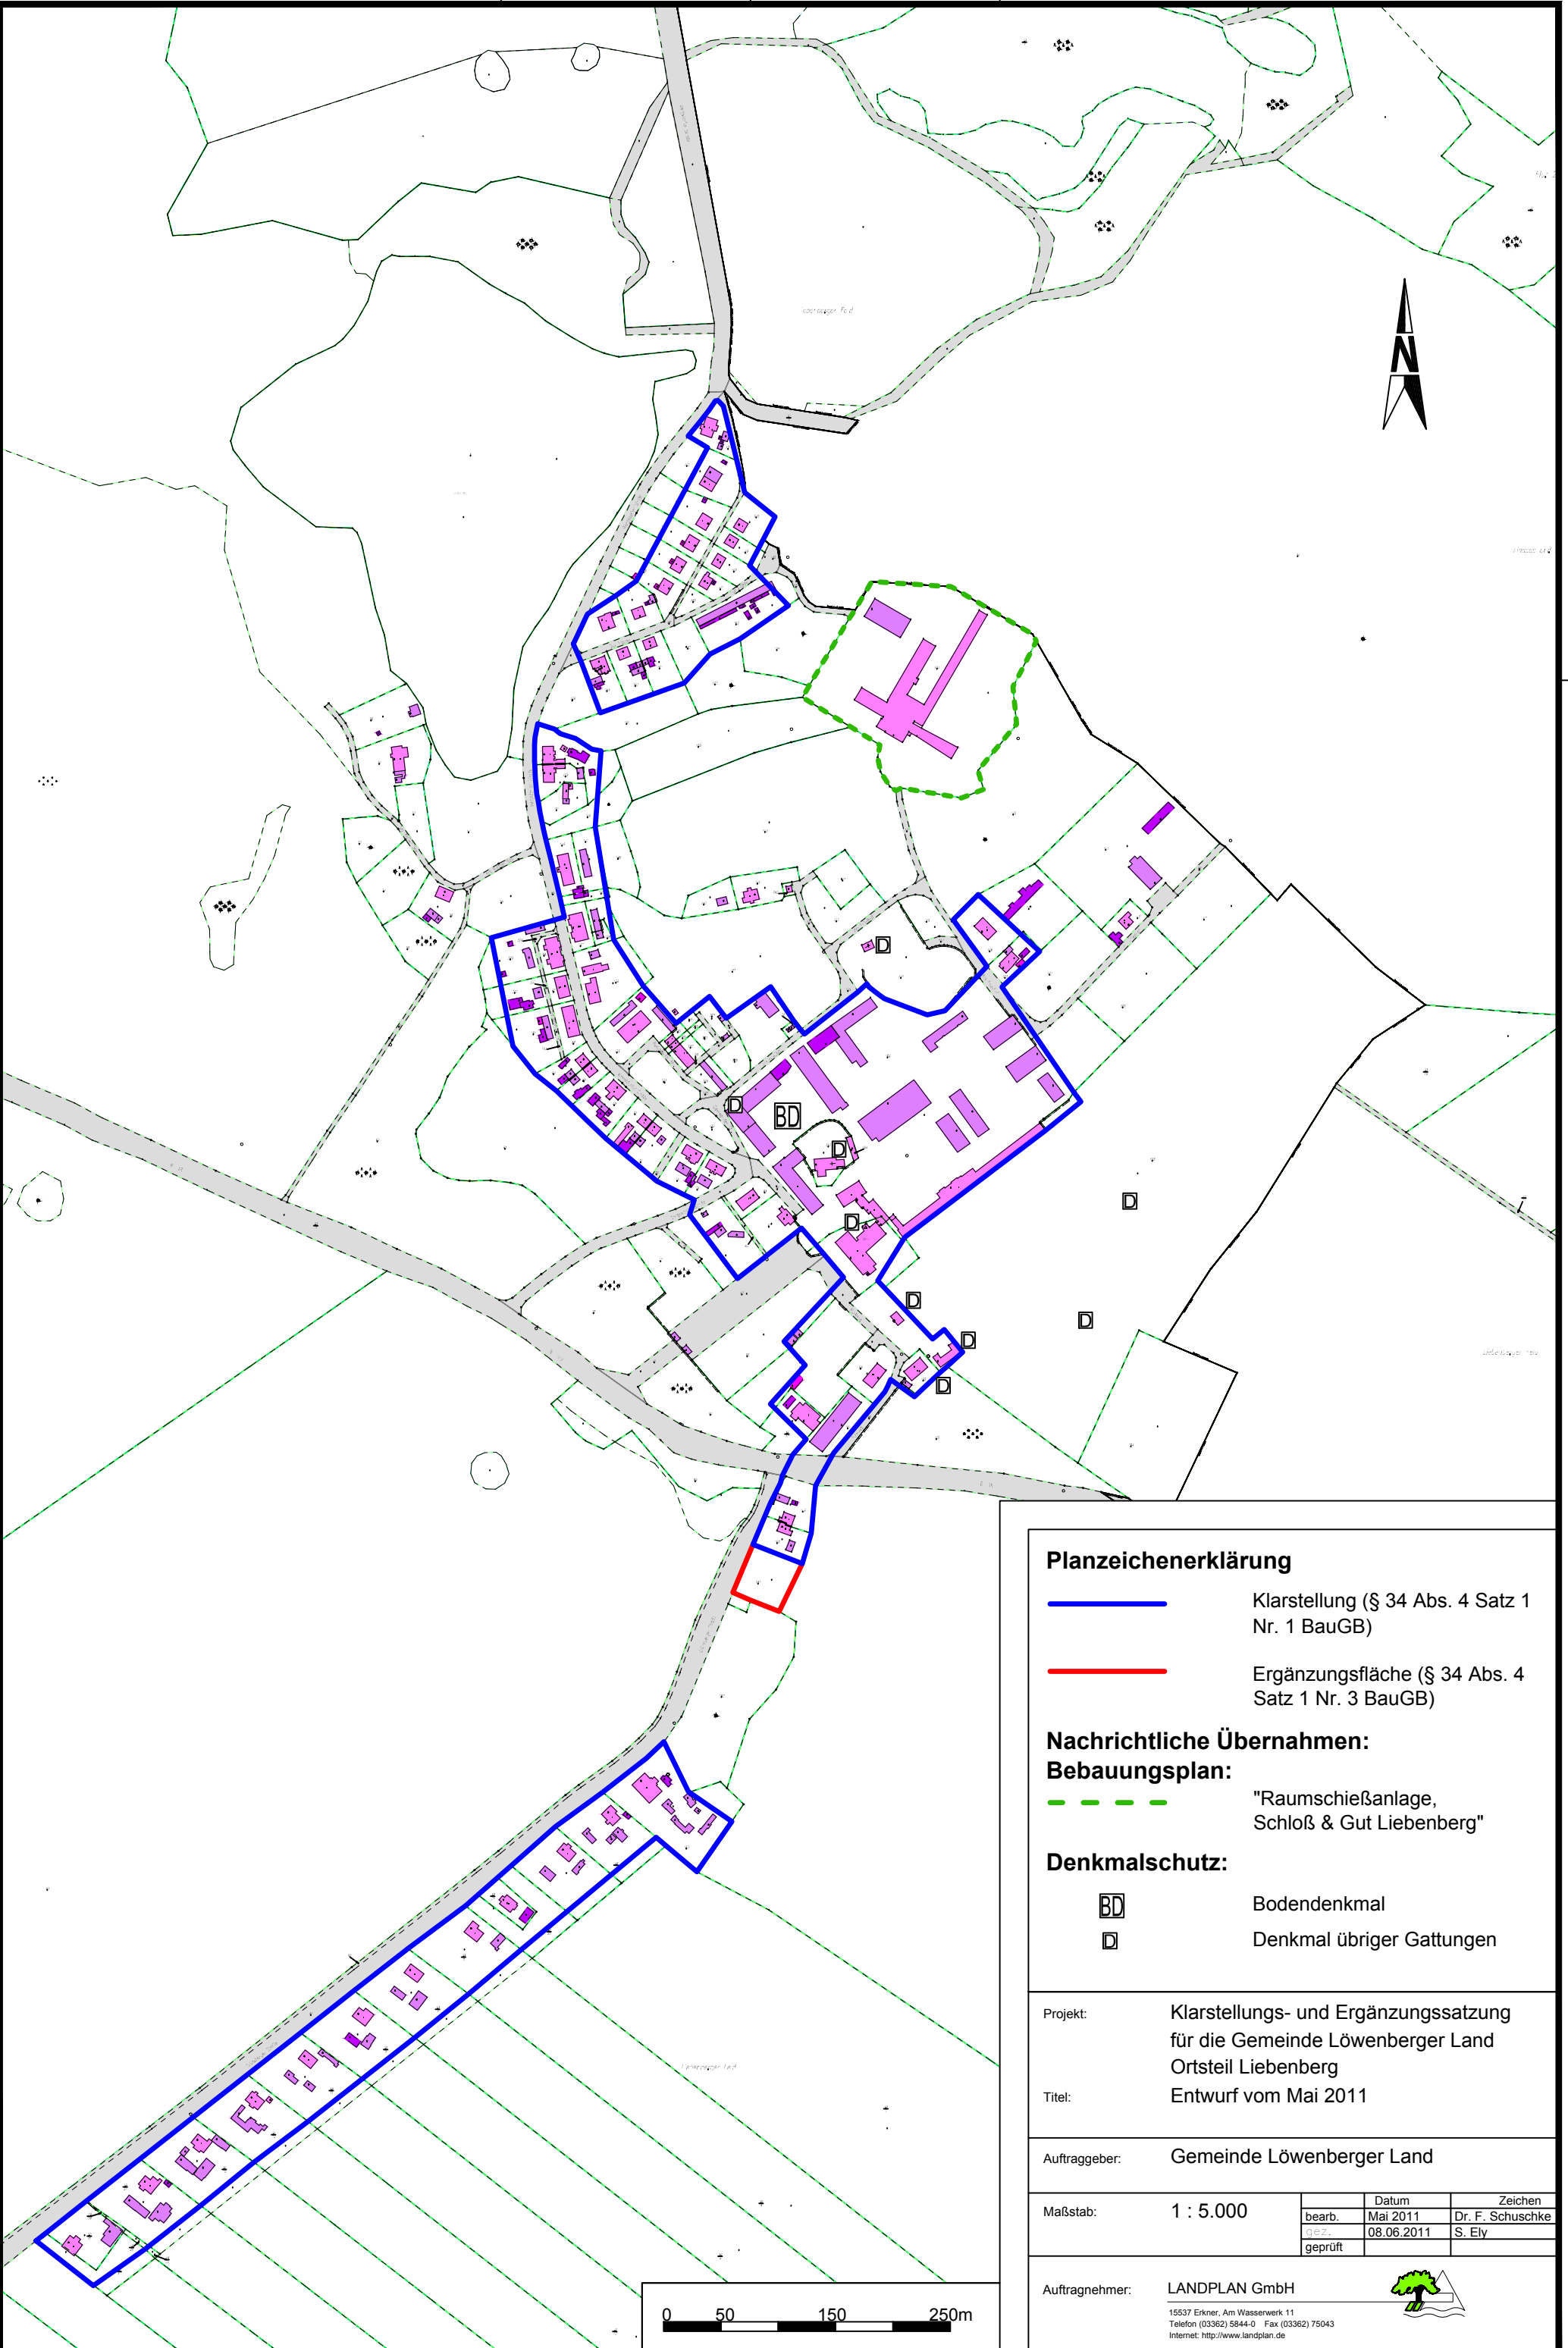 N
D
D
BD
D
D
D
D
D
D
D
Planzeichenerklärung
Klarstellung (§ 34 Abs. 4 Satz 1
Nr. 1 BauGB)
Ergänzungsfläche (§ 34 Abs. 4
Satz 1 Nr. 3 BauGB)
Nachrichtliche Übernahmen:
Bebauungsplan:
"Raumschießanlage,
Schloß & Gut Liebenberg"
Denkmalschutz:
BD Bodendenkmal
D Denkmal übriger Gattungen
Projekt: Klarstellungs- und Ergänzungssatzung
für die Gemeinde Löwenberger Land
Ortsteil Liebenberg
Titel: Entwurf vom Mai 2011
Auftraggeber: Gemeinde Löwenberger Land
Maßstab: 1 : 5.000
Datum Zeichen
bearb. Mai 2011 Dr. F. Schuschke
gez. 08.06.2011 S. Ely
geprüft
Auftragnehmer: LANDPLAN GmbH
15537 Erkner, Am Wasserwerk 11
Telefon (03362) 5844-0 Fax (03362) 75043
Internet: http://www.landplan.de
0 50 150 250m